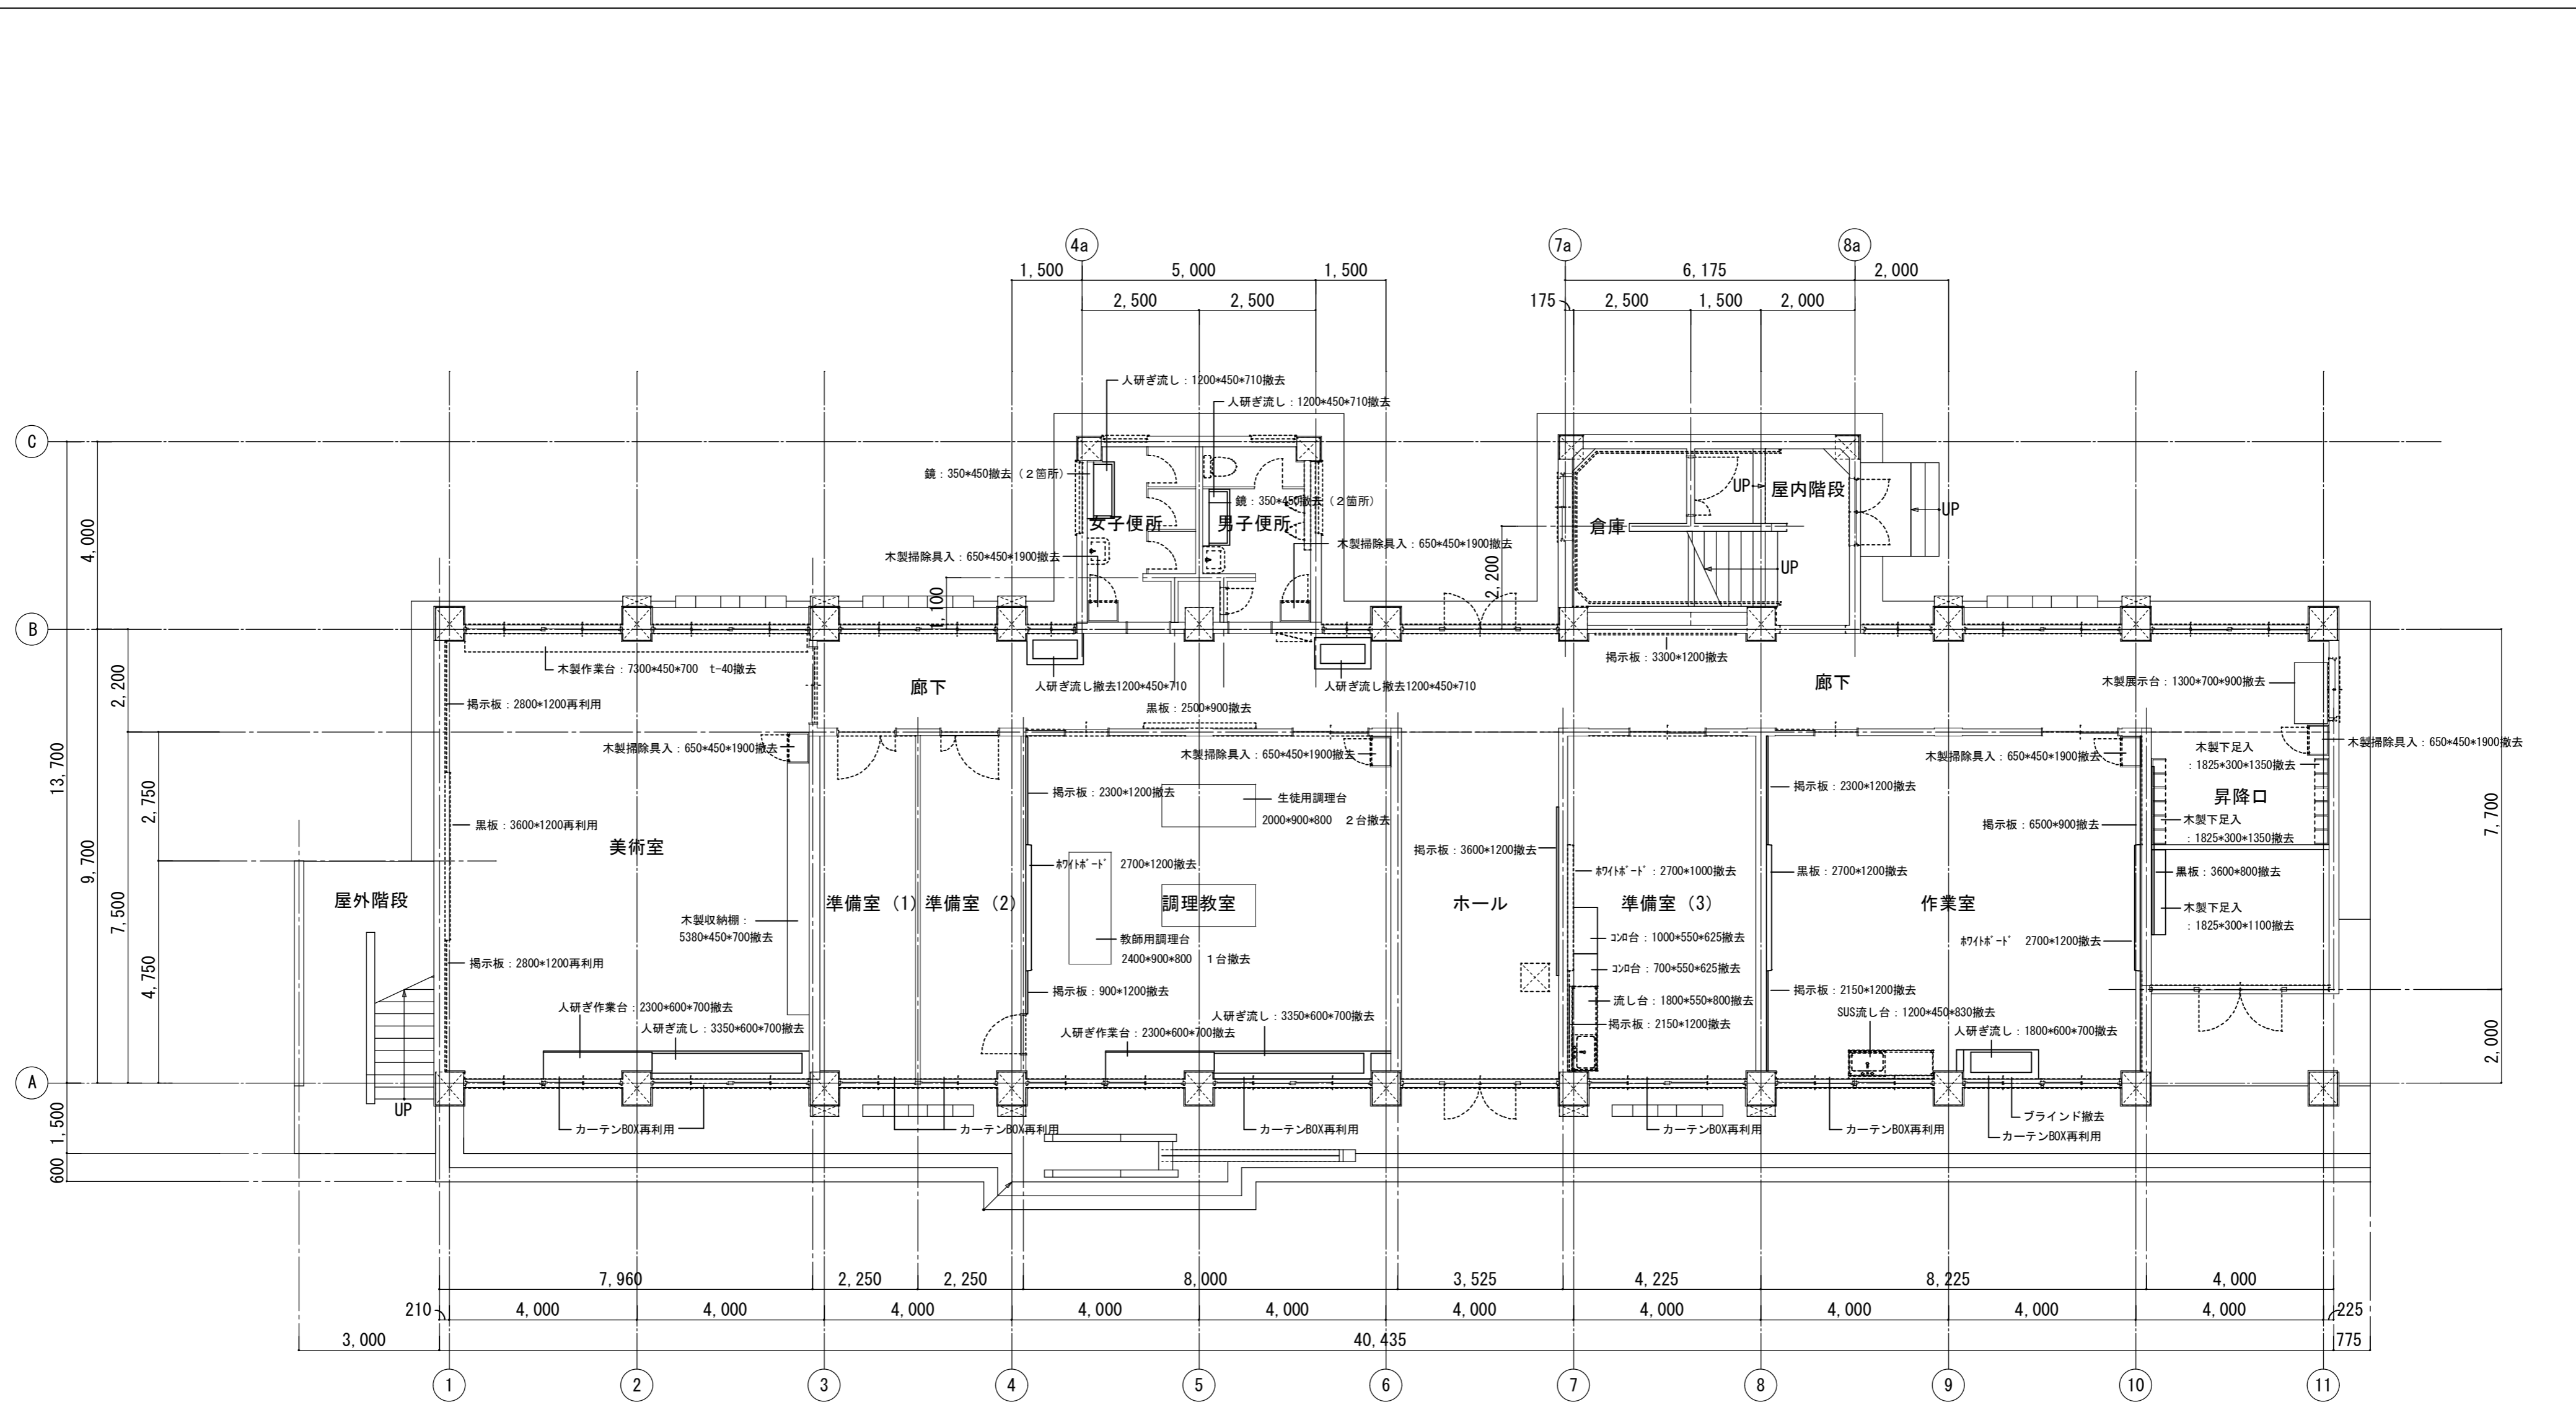 4a
7a
8a
1,500
5,000
1,500
6,175
2,000
2,500
2,500
175
2,500
1,500
2,000
人研ぎ流し：1200*450*710撤去
人研ぎ流し：1200*450*710撤去
C
鏡：350*450撤去（２箇所）
鏡：350*450撤去（２箇所）
UP
屋内階段
UP
女子便所
男子便所
倉庫
4,000
木製掃除具入：650*450*1900撤去
木製掃除具入：650*450*1900撤去
2,200
UP
1,100
B
木製作業台：7300*450*700　t-40撤去
掲示板：3300*1200撤去
廊下
人研ぎ流し撤去1200*450*710
人研ぎ流し撤去1200*450*710
廊下
木製展示台：1300*700*900撤去
2,200
掲示板：2800*1200再利用
黒板：2500*900撤去
木製掃除具入：650*450*1900撤去
木製掃除具入：650*450*1900撤去
木製掃除具入：650*450*1900撤去
木製下足入
：1825*300*1350撤去
木製掃除具入：650*450*1900撤去
13,700
2,750
掲示板：2300*1200撤去
生徒用調理台
2000*900*800　２台撤去
掲示板：2300*1200撤去
昇降口
7,700
黒板：3600*1200再利用
掲示板：6500*900撤去
木製下足入
：1825*300*1350撤去
9,700
美術室
掲示板：3600*1200撤去
ﾎﾜｲﾄﾎﾞｰﾄﾞ　2700*1200撤去
ﾎﾜｲﾄﾎﾞｰﾄﾞ：2700*1000撤去
黒板：2700*1200撤去
黒板：3600*800撤去
7,500
屋外階段
準備室（1）
準備室（2）
調理教室
ホール
準備室（3）
作業室
木製下足入
：1825*300*1100撤去
木製収納棚：
5380*450*700撤去
教師用調理台
2400*900*800　１台撤去
ｺﾝﾛ台：1000*550*625撤去
ﾎﾜｲﾄﾎﾞｰﾄﾞ　2700*1200撤去
4,750
掲示板：2800*1200再利用
ｺﾝﾛ台：700*550*625撤去
掲示板：900*1200撤去
掲示板：2150*1200撤去
人研ぎ作業台：2300*600*700撤去
人研ぎ流し：3350*600*700撤去
人研ぎ作業台：2300*600*700撤去
人研ぎ流し：3350*600*700撤去
流し台：1800*550*800撤去
掲示板：2150*1200撤去
SUS流し台：1200*450*830撤去
人研ぎ流し：1800*600*700撤去
2,000
A
UP
カーテンBOX再利用
カーテンBOX再利用
カーテンBOX再利用
カーテンBOX再利用
カーテンBOX再利用
ブラインド撤去
カーテンBOX再利用
1,500
600
7,960
2,250
2,250
8,000
3,525
4,225
8,225
4,000
210
4,000
4,000
4,000
4,000
4,000
4,000
4,000
4,000
4,000
4,000
225
3,000
40,435
775
1
2
3
4
5
6
7
8
9
10
11